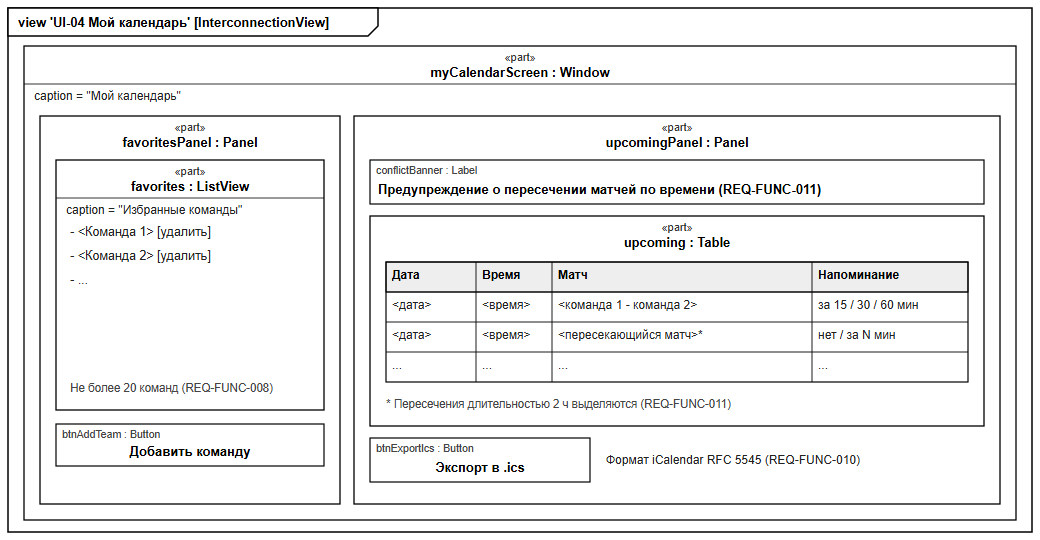 view 'UI-04 Мой календарь' [InterconnectionView]
«part»
myCalendarScreen : Window
caption = "Мой календарь"
«part»
favoritesPanel : Panel
«part»
favorites : ListView
caption = "Избранные команды"
- <Команда 1> [удалить]
- <Команда 2> [удалить]
- ...
Не более 20 команд (REQ-FUNC-008)
btnAddTeam : Button
Добавить команду
«part»
upcomingPanel : Panel
conflictBanner : Label
Предупреждение о пересечении матчей по времени (REQ-FUNC-011)
«part»
upcoming : Table
Дата Время Матч Напоминание
<дата> <время> <команда 1 - команда 2> за 15 / 30 / 60 мин
<дата> <время> <пересекающийся матч>* нет / за N мин
... ... ... ...
* Пересечения длительностью 2 ч выделяются (REQ-FUNC-011)
btnExportIcs : Button
Экспорт в .ics
Формат iCalendar RFC 5545 (REQ-FUNC-010)